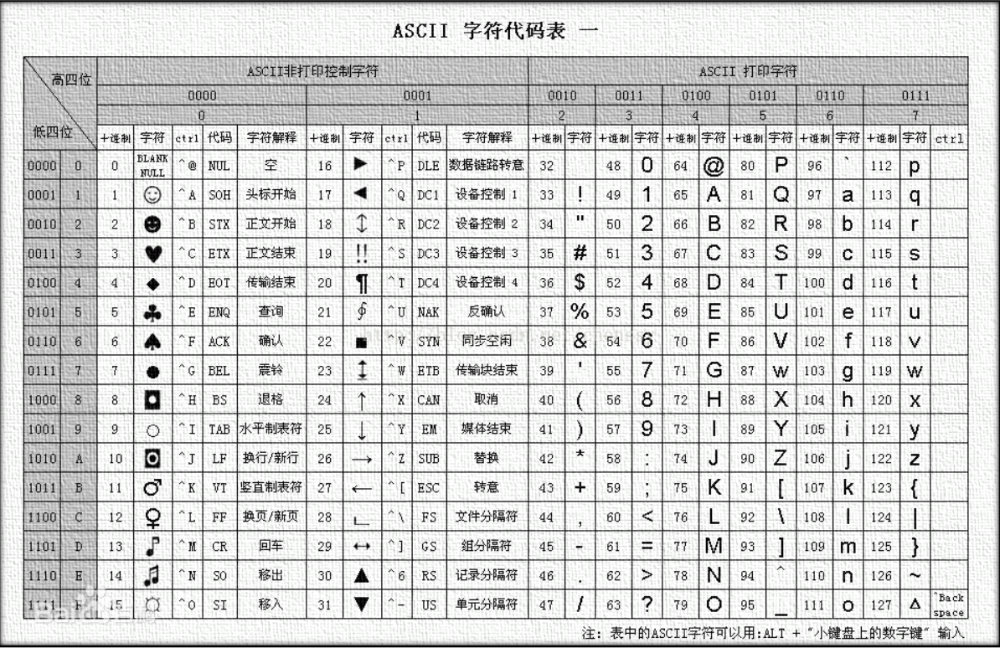 ASCII 字符代码表 一
高四位 ASCII非打印控制字符 ASCII 打印字符
0000 0001 0010 0011 0100 0101 0110 0111
0 1 2 3 4 5 6 7
低四位 十进制 字符 ctrl 代码 字符解释 十进制 字符 ctrl 代码 字符解释 十进制 字符 十进制 字符 十进制 字符 十进制 字符 十进制 字符 十进制 字符 ctrl
0000 0 0 BLANK NULL ^@ NUL 空 16 ► ^P DLE 数据链路转意 32 48 0 64 @ 80 P 96 ` 112 p
0001 1 1 ☺ ^A SOH 头标开始 17 ◄ ^Q DC1 设备控制 1 33 ! 49 1 65 A 81 Q 97 a 113 q
0010 2 2 ☻ ^B STX 正文开始 18 ↕ ^R DC2 设备控制 2 34 " 50 2 66 B 82 R 98 b 114 r
0011 3 3 ♥ ^C ETX 正文结束 19 ‼ ^S DC3 设备控制 3 35 # 51 3 67 C 83 S 99 c 115 s
0100 4 4 ♦ ^D EOT 传输结束 20 ¶ ^T DC4 设备控制 4 36 $ 52 4 68 D 84 T 100 d 116 t
0101 5 5 ♣ ^E ENQ 查询 21 ∮ ^U NAK 反确认 37 % 53 5 69 E 85 U 101 e 117 u
0110 6 6 ♠ ^F ACK 确认 22 ■ ^V SYN 同步空闲 38 & 54 6 70 F 86 V 102 f 118 v
0111 7 7 ● ^G BEL 震铃 23 ↨ ^W ETB 传输块结束 39 ' 55 7 71 G 87 w 103 g 119 w
1000 8 8 ◘ ^H BS 退格 24 ↑ ^X CAN 取消 40 ( 56 8 72 H 88 X 104 h 120 x
1001 9 9 ○ ^I TAB 水平制表符 25 ↓ ^Y EM 媒体结束 41 ) 57 9 73 I 89 Y 105 i 121 y
1010 A 10 ◙ ^J LF 换行/新行 26 → ^Z SUB 替换 42 * 58 : 74 J 90 Z 106 j 122 z
1011 B 11 ♂ ^K VT 竖直制表符 27 ← ^[ ESC 转意 43 + 59 ; 75 K 91 [ 107 k 123 {
1100 C 12 ♀ ^L FF 换页/新页 28 ∟ ^\ FS 文件分隔符 44 , 60 < 76 L 92 \ 108 l 124 |
1101 D 13 ♪ ^M CR 回车 29 ↔ ^] GS 组分隔符 45 - 61 = 77 M 93 ] 109 m 125 }
1110 E 14 ♫ ^N SO 移出 30 ▲ ^6 RS 记录分隔符 46 . 62 > 78 N 94 ^ 110 n 126 ~
1111 F 15 ☼ ^O SI 移入 31 ▼ ^- US 单元分隔符 47 / 63 ? 79 O 95 _ 111 o 127 Δ ^Back space
注: 表中的ASCII字符可以用:ALT + "小键盘上的数字键" 输入